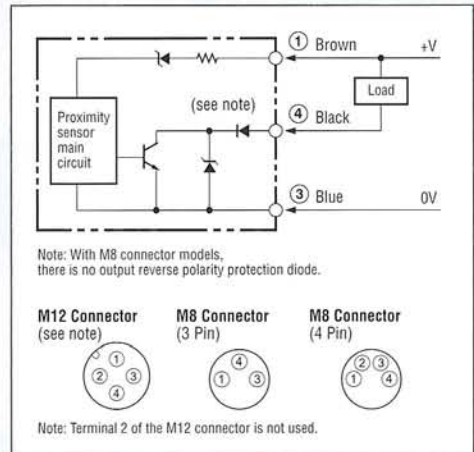 ① Brown +V
Load
(see note)
④ Black
Proximity
sensor
main
circuit
③ Blue 0V
Note: With M8 connector models,
there is no output reverse polarity protection diode.
M12 Connector
(see note)
M8 Connector
(3 Pin)
M8 Connector
(4 Pin)
① ② ③ ④
④ ① ③
② ③ ① ④
Note: Terminal 2 of the M12 connector is not used.